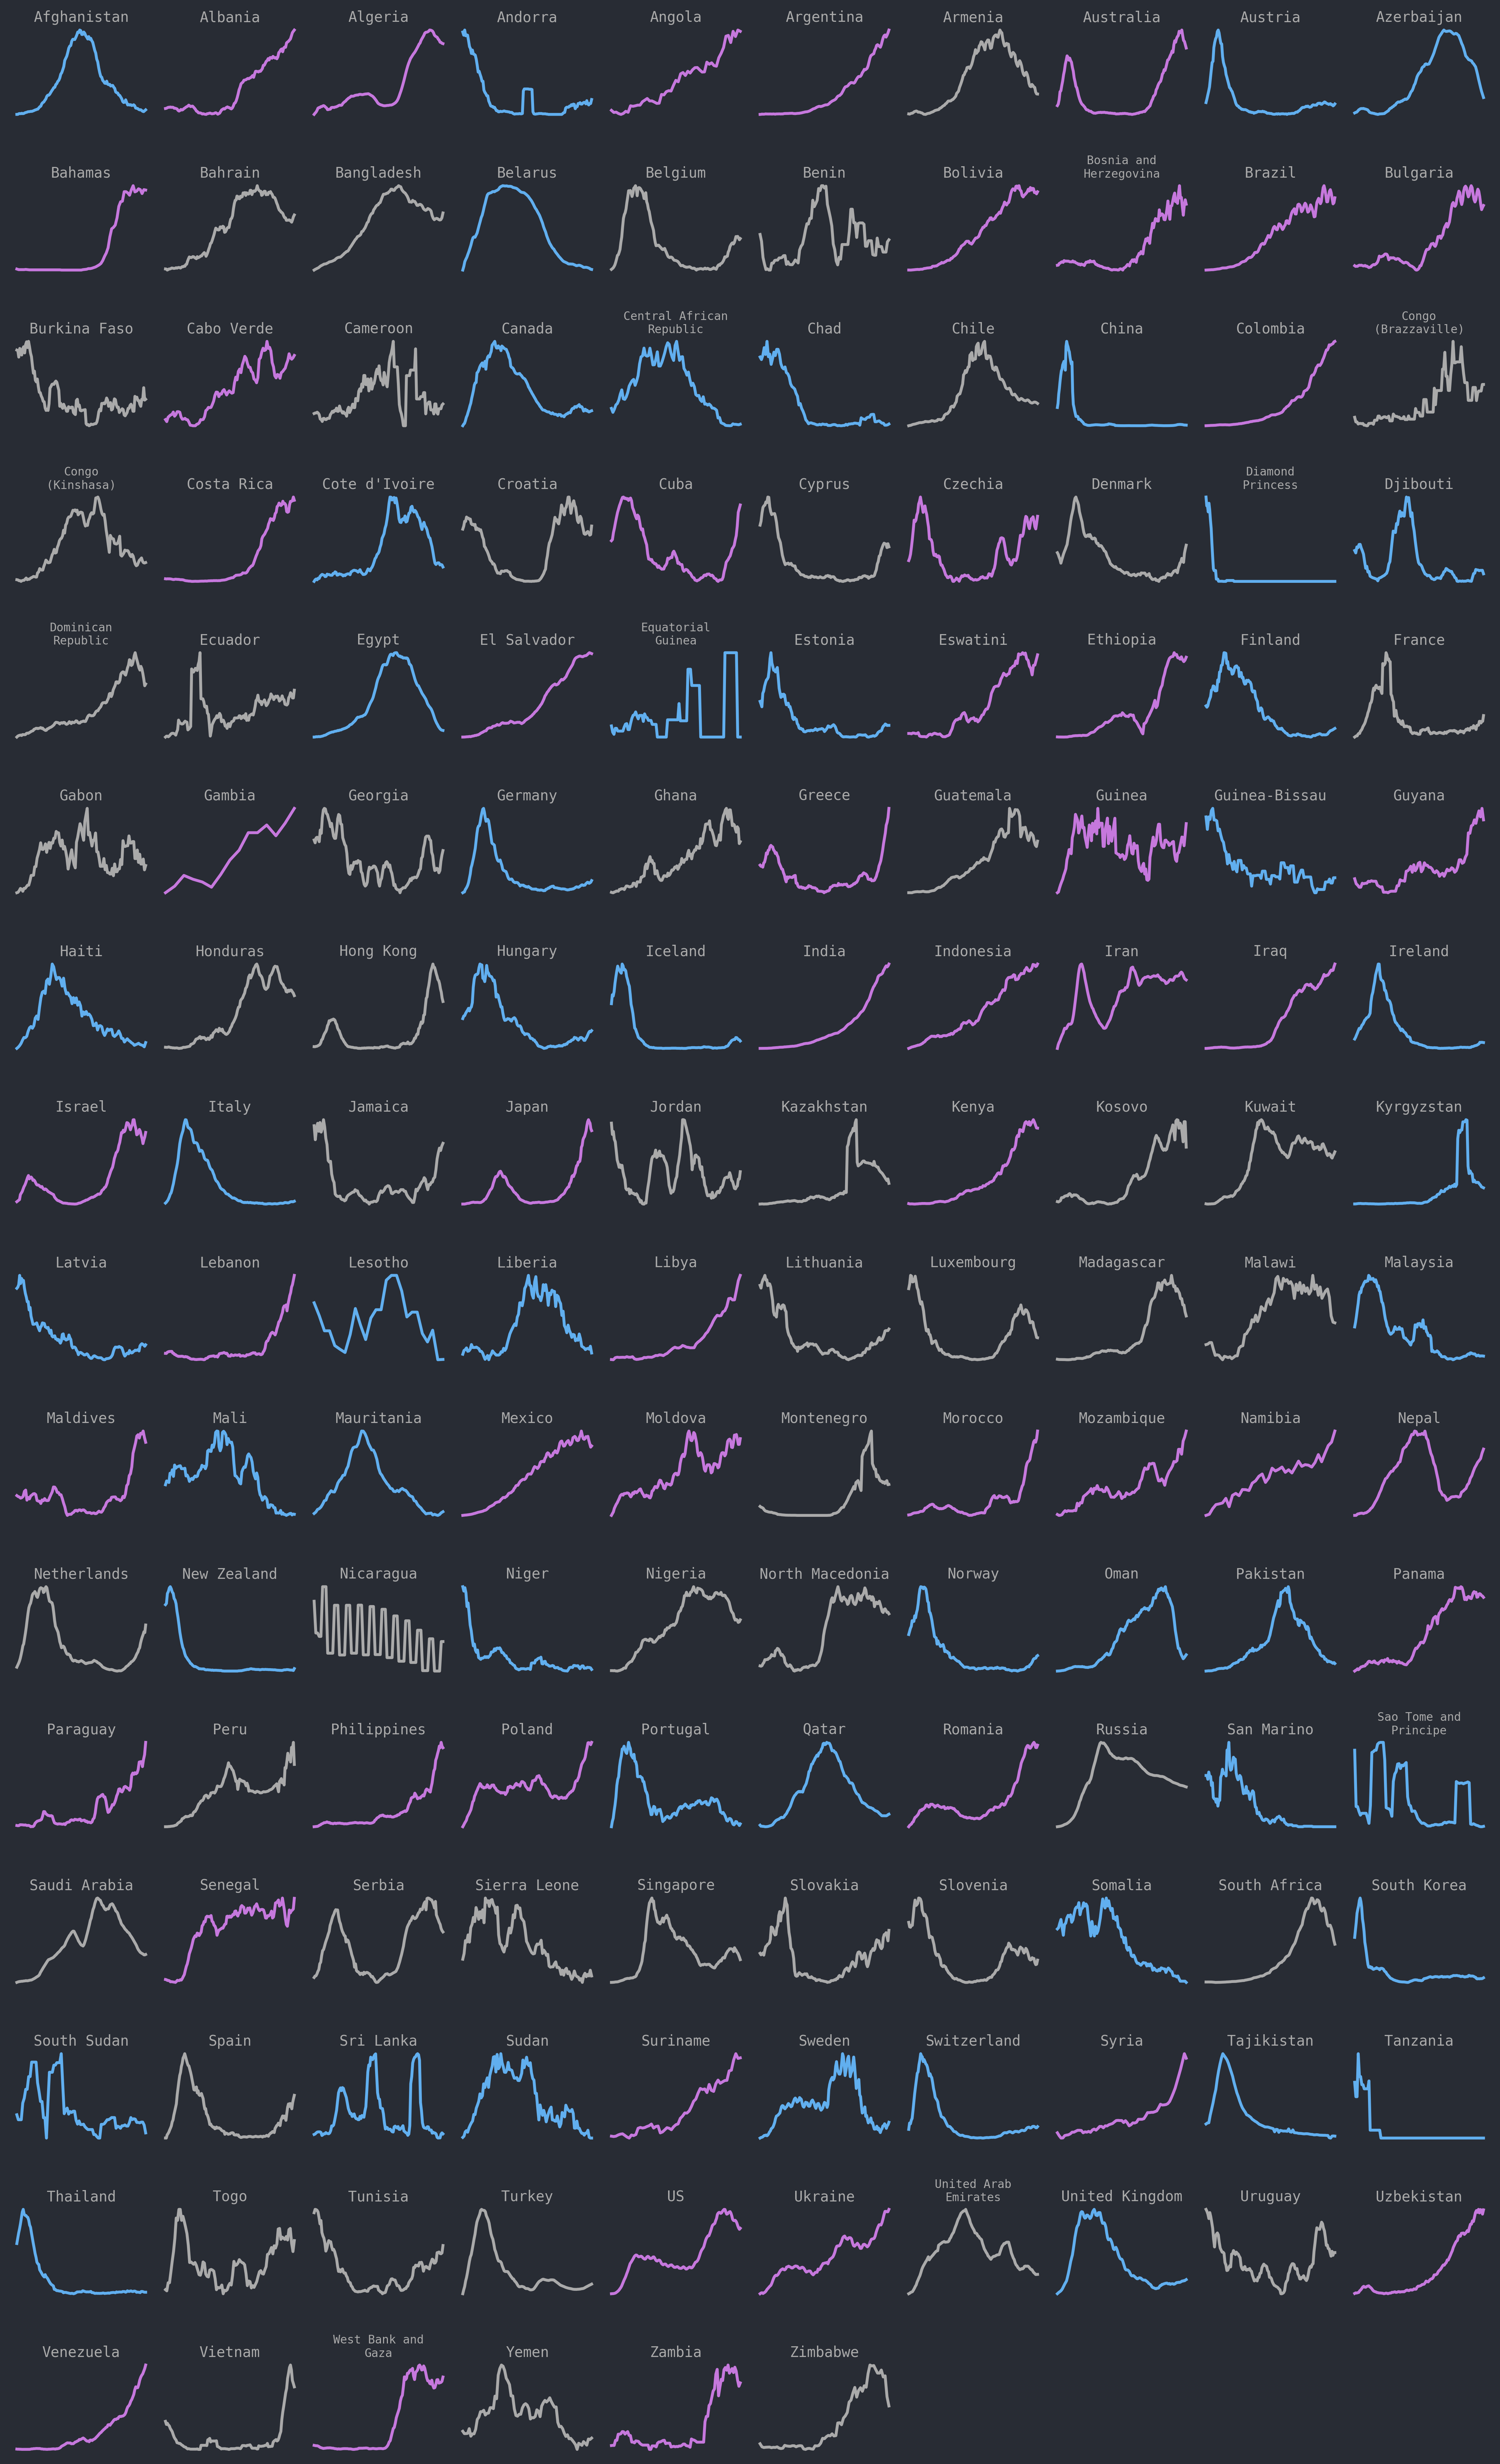 Afghanistan
Albania
Algeria
Andorra
Angola
Argentina
Armenia
Australia
Austria
Azerbaijan
Bahamas
Bahrain
Bangladesh
Belarus
Belgium
Benin
Bolivia
Bosnia and
Herzegovina
Brazil
Bulgaria
Burkina Faso
Cabo Verde
Cameroon
Canada
Central African
Republic
Chad
Chile
China
Colombia
Congo
(Brazzaville)
Congo
(Kinshasa)
Costa Rica
Cote d'Ivoire
Croatia
Cuba
Cyprus
Czechia
Denmark
Diamond
Princess
Djibouti
Dominican
Republic
Ecuador
Egypt
El Salvador
Equatorial
Guinea
Estonia
Eswatini
Ethiopia
Finland
France
Gabon
Gambia
Georgia
Germany
Ghana
Greece
Guatemala
Guinea
Guinea-Bissau
Guyana
Haiti
Honduras
Hong Kong
Hungary
Iceland
India
Indonesia
Iran
Iraq
Ireland
Israel
Italy
Jamaica
Japan
Jordan
Kazakhstan
Kenya
Kosovo
Kuwait
Kyrgyzstan
Latvia
Lebanon
Lesotho
Liberia
Libya
Lithuania
Luxembourg
Madagascar
Malawi
Malaysia
Maldives
Mali
Mauritania
Mexico
Moldova
Montenegro
Morocco
Mozambique
Namibia
Nepal
Netherlands
New Zealand
Nicaragua
Niger
Nigeria
North Macedonia
Norway
Oman
Pakistan
Panama
Paraguay
Peru
Philippines
Poland
Portugal
Qatar
Romania
Russia
San Marino
Sao Tome and
Principe
Saudi Arabia
Senegal
Serbia
Sierra Leone
Singapore
Slovakia
Slovenia
Somalia
South Africa
South Korea
South Sudan
Spain
Sri Lanka
Sudan
Suriname
Sweden
Switzerland
Syria
Tajikistan
Tanzania
Thailand
Togo
Tunisia
Turkey
US
Ukraine
United Arab
Emirates
United Kingdom
Uruguay
Uzbekistan
Venezuela
Vietnam
West Bank and
Gaza
Yemen
Zambia
Zimbabwe